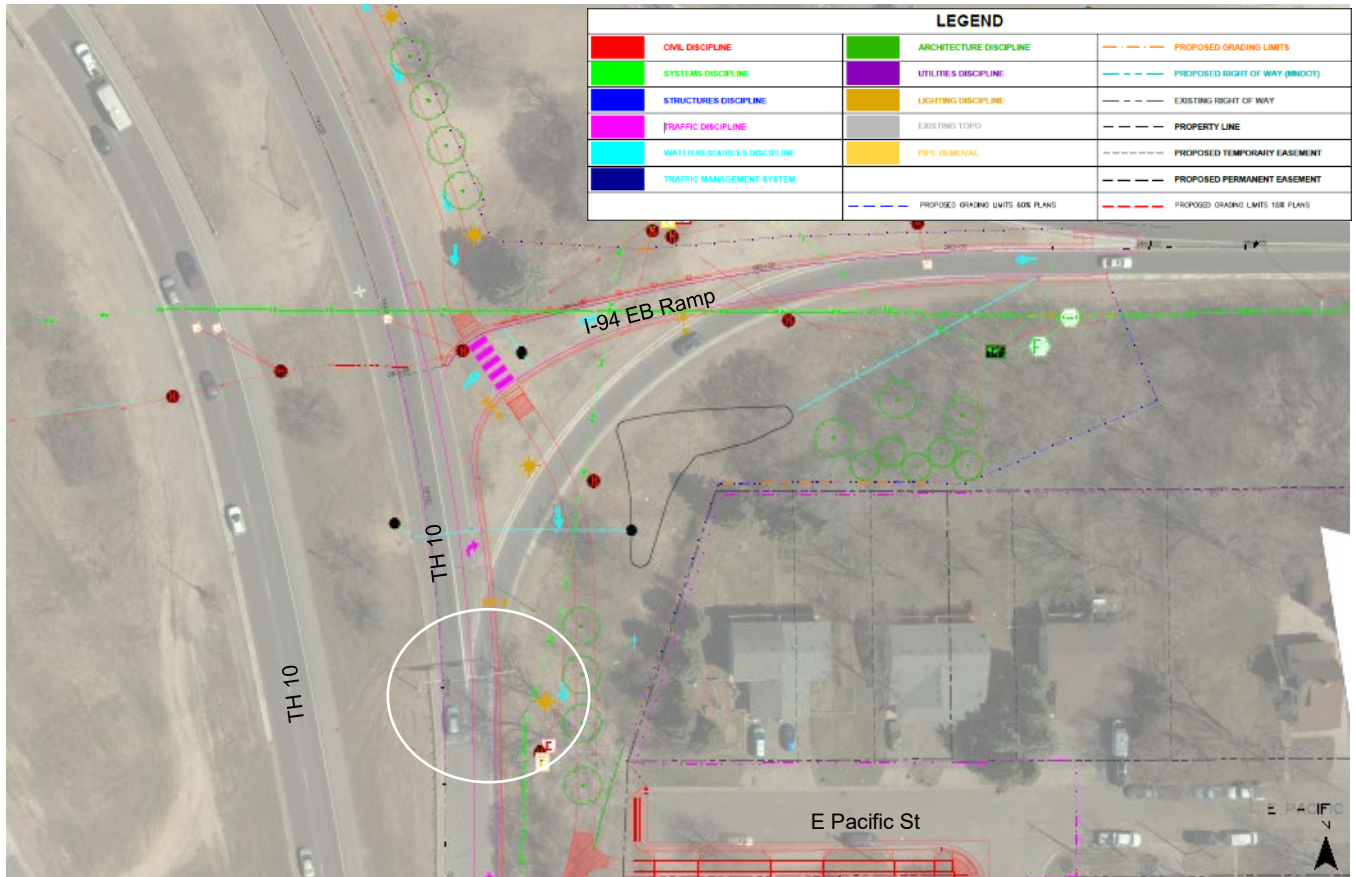 LEGEND
CIVIL DISCIPLINE
ARCHITECTURE DISCIPLINE
PROPOSED GRADING LIMITS
SYSTEMS DISCIPLINE
UTILITIES DISCIPLINE
PROPOSED RIGHT OF WAY (MNDOT)
STRUCTURES DISCIPLINE
LIGHTING DISCIPLINE
EXISTING RIGHT OF WAY
TRAFFIC DISCIPLINE
EXISTING TOPO
PROPERTY LINE
WATER RESOURCES DISCIPLINE
PIPE REMOVAL
PROPOSED TEMPORARY EASEMENT
TRAFFIC MANAGEMENT SYSTEM
PROPOSED PERMANENT EASEMENT
PROPOSED GRADING LIMITS 60% PLANS
PROPOSED GRADING LIMITS 15% PLANS
I-94 EB Ramp
F
TH 10
TH 10
E Pacific St
E PACIFIC